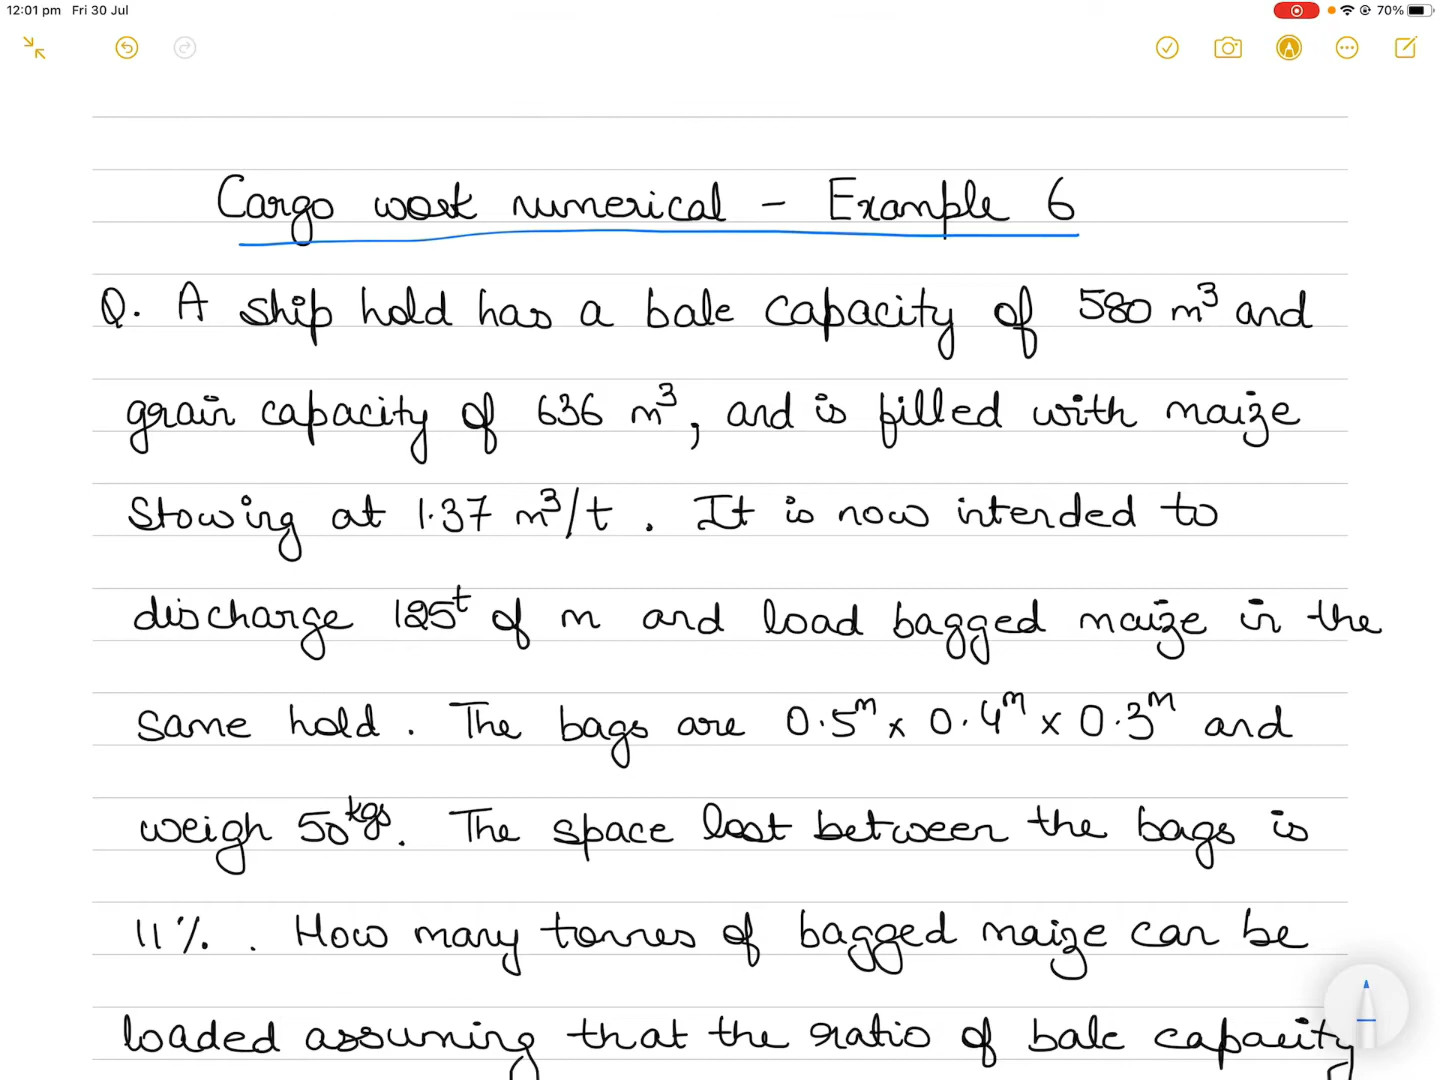 12:01 pm Fri 30 Jul
70%
Cargo work numerical - Example 6
Q. A ship hold has a bale capacity of 580 m³ and
grain capacity of 636 m³, and is filled with maize
stowing at 1.37 m³/t. It is now intended to
discharge 125t of m and load bagged maize in the
same hold. The bags are 0.5m x 0.4m x 0.3m and
weigh 50kgs. The space lost between the bags is
11%. How many tonnes of bagged maize can be
loaded assuming that the ratio of bale capacity